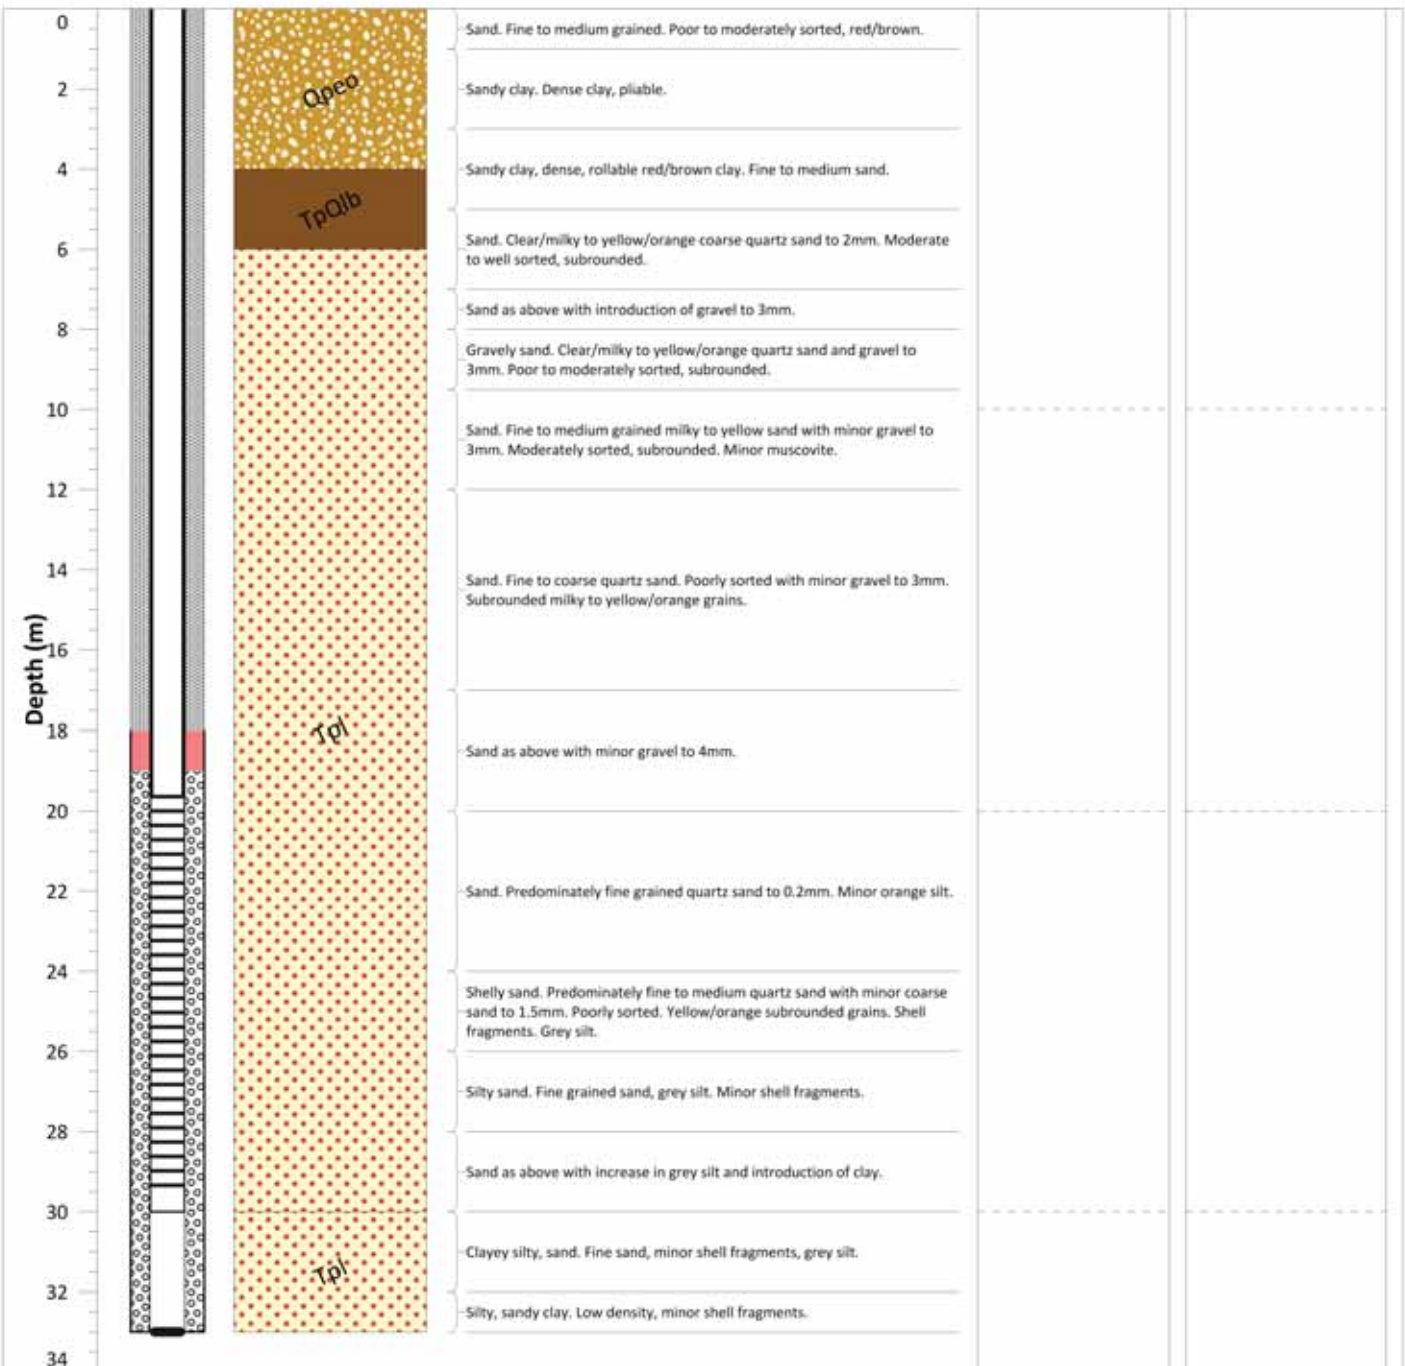 Depth (m)
0
2
4
6
8
10
12
14
16
18
20
22
24
26
28
30
32
34
Qpeo
TpQlb
Tpl
Tpl
Sand. Fine to medium grained. Poor to moderately sorted, red/brown.
Sandy clay. Dense clay, pliable.
Sandy clay, dense, rollable red/brown clay. Fine to medium sand.
Sand. Clear/milky to yellow/orange coarse quartz sand to 2mm. Moderate
to well sorted, subrounded.
Sand as above with introduction of gravel to 3mm.
Gravely sand. Clear/milky to yellow/orange quartz sand and gravel to
3mm. Poor to moderately sorted, subrounded.
Sand. Fine to medium grained milky to yellow sand with minor gravel to
3mm. Moderately sorted, subrounded. Minor muscovite.
Sand. Fine to coarse quartz sand. Poorly sorted with minor gravel to 3mm.
Subrounded milky to yellow/orange grains.
Sand as above with minor gravel to 4mm.
Sand. Predominately fine grained quartz sand to 0.2mm. Minor orange silt.
Shelly sand. Predominately fine to medium quartz sand with minor coarse
sand to 1.5mm. Poorly sorted. Yellow/orange subrounded grains. Shell
fragments. Grey silt.
Silty sand. Fine grained sand, grey silt. Minor shell fragments.
Sand as above with increase in grey silt and introduction of clay.
Clayey silty, sand. Fine sand, minor shell fragments, grey silt.
Silty, sandy clay. Low density, minor shell fragments.